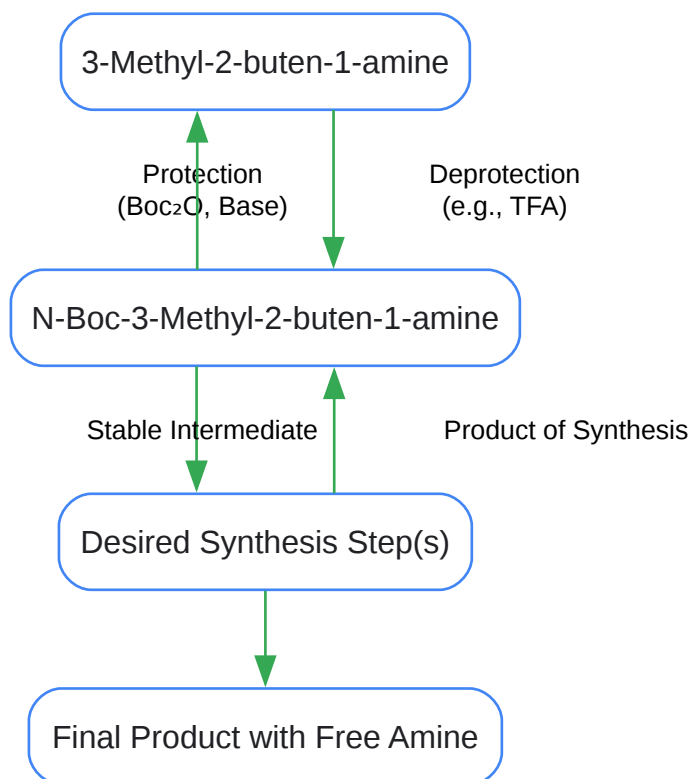 3-Methyl-2-buten-1-amine
Protection
(Boc₂O, Base)
Deprotection
(e.g., TFA)
N-Boc-3-Methyl-2-buten-1-amine
Stable Intermediate
Product of Synthesis
Desired Synthesis Step(s)
Final Product with Free Amine